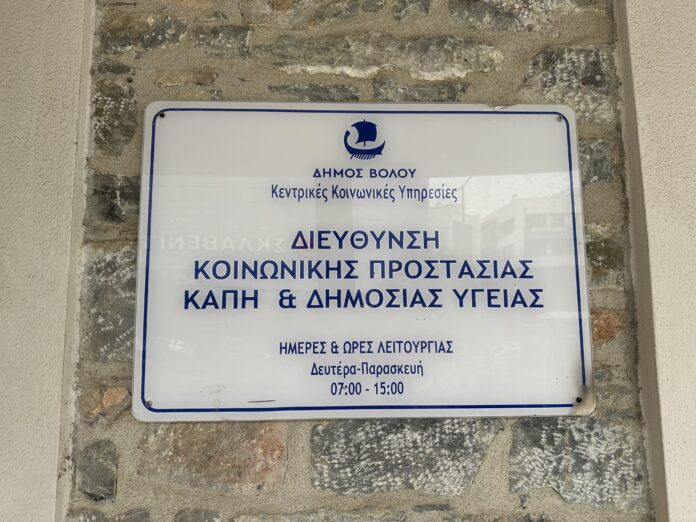 ΔΗΜΟΣ ΒΟΛΟΥ
Κεντρικές Κοινωνικές Υπηρεσίες
ΔΙΕΥΘΥΝΣΗ
ΚΟΙΝΩΝΙΚΗΣ ΠΡΟΣΤΑΣΙΑΣ
ΚΑΠΗ & ΔΗΜΟΣΙΑΣ ΥΓΕΙΑΣ
ΗΜΕΡΕΣ & ΩΡΕΣ ΛΕΙΤΟΥΡΓΙΑΣ
Δευτέρα-Παρασκευή
07:00 - 15:00